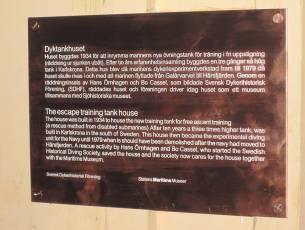 Dyktankhuset
Huset byggdes 1934 för att inrymma marinens nya övningstank för träning i fri uppstigning
(räddning ur sjunken ubåt). Efter tio års erfarenhetsinsamling byggdes en tre gånger så hög
tank i Karlskrona. Detta hus blev då marinens dykeriexperimentverkstad fram till 1979 då
huset skulle rivas i och med att marinen flyttade från Galärvarvet till Hårsfjärden. Genom en
räddningsinsats av Hans Örnhagen och Bo Cassel, som bildade Svensk Dykerihistorisk
Förening, (SDHF), räddades huset och föreningen driver idag huset som ett museum
tillsammans med Sjöhistoriska museet.
The escape training tank house
The house was built in 1934 to house the new training tank for free ascent training
(a rescue method from disabled submarines) After ten years a three times higher tank, was
built in Karlskrona in the south of Sweden. This house then became the experimental diving
unit for the Navy until 1979 when is should have been demolished after the navy had moved to
Hårsfjärden. A rescue activity by Hans Örnhagen and Bo Cassel, who started the Swedish
Historical Diving Society, saved the house and the society now cares for the house together
with the Maritime Museum.
Svensk Dykerihistorisk Förening
Statens Maritima Museer